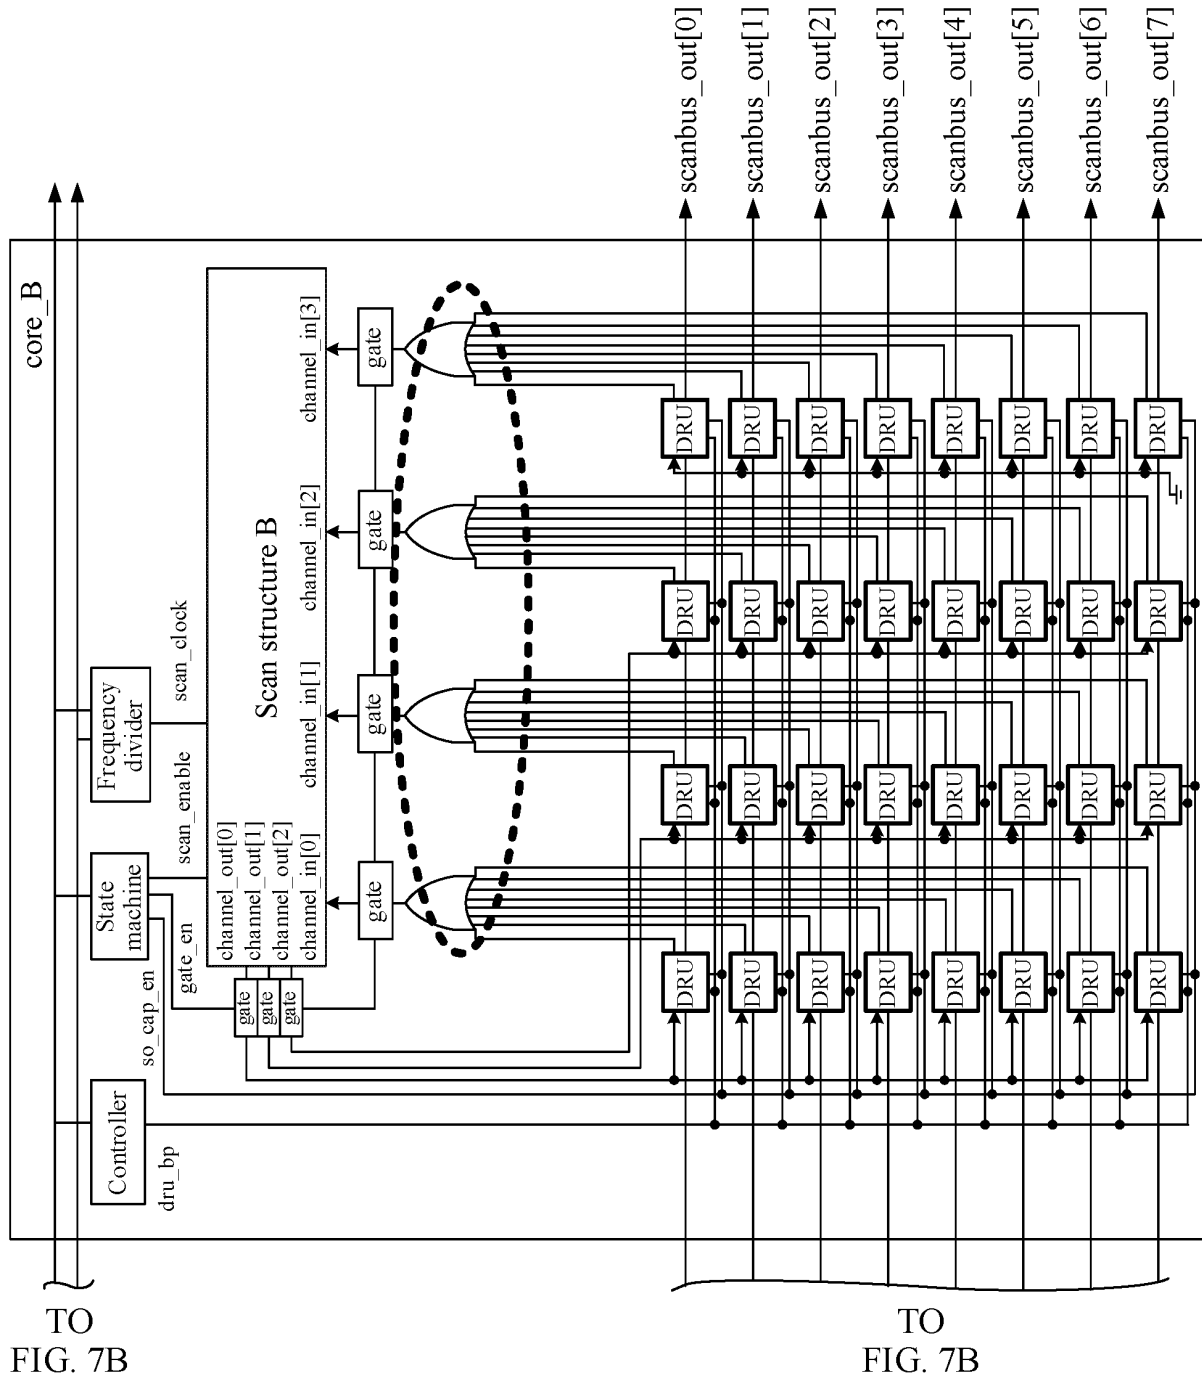 core_B
Controller
State
machine
Frequency
divider
dru_bp
so_cap_en
gate_en
scan_enable
scan_clock
Scan structure B
channel_out[0]
channel_out[1]
channel_out[2]
channel_in[0]
channel_in[1]
channel_in[2]
channel_in[3]
gate
gate
gate
gate
gate
gate
gate
DRU DRU DRU DRU
DRU DRU DRU DRU
DRU DRU DRU DRU
DRU DRU DRU DRU
DRU DRU DRU DRU
DRU DRU DRU DRU
DRU DRU DRU DRU
DRU DRU DRU DRU
scanbus_out[0]
scanbus_out[1]
scanbus_out[2]
scanbus_out[3]
scanbus_out[4]
scanbus_out[5]
scanbus_out[6]
scanbus_out[7]
TO
FIG. 7B
TO
FIG. 7B